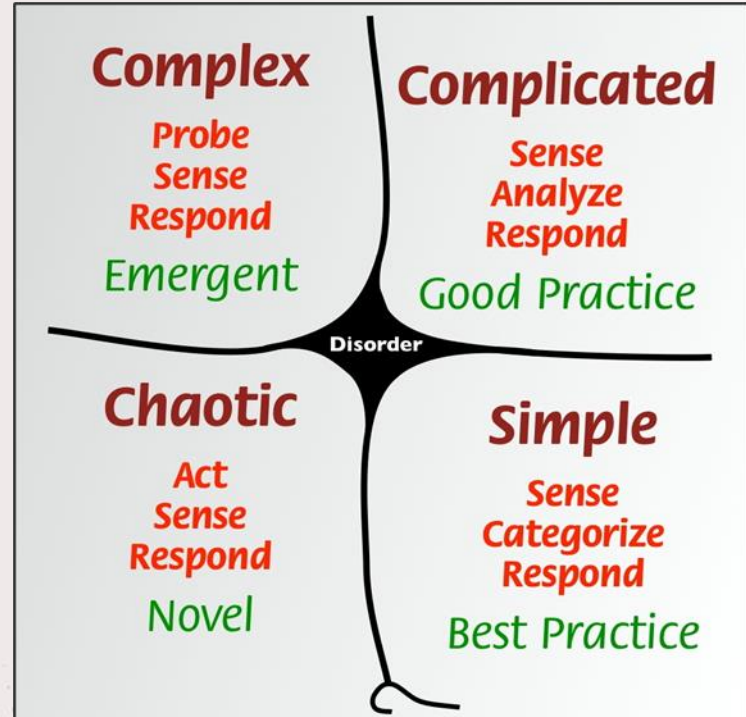 Complex
Probe
Sense
Respond
Emergent
Complicated
Sense
Analyze
Respond
Good Practice
Disorder
Chaotic
Act
Sense
Respond
Novel
Simple
Sense
Categorize
Respond
Best Practice